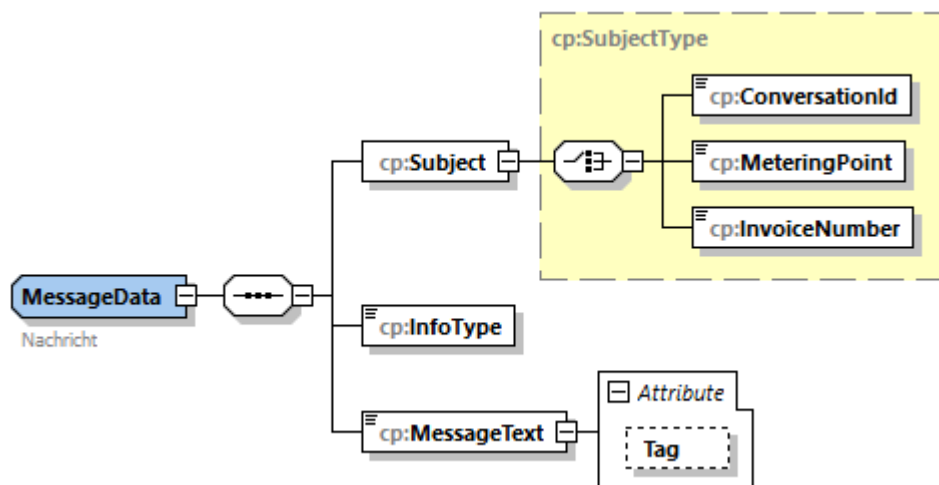 cp:SubjectType
cp:ConversationId
cp:Subject
cp:MeteringPoint
cp:InvoiceNumber
MessageData
Nachricht
cp:InfoType
Attribute
cp:MessageText
Tag